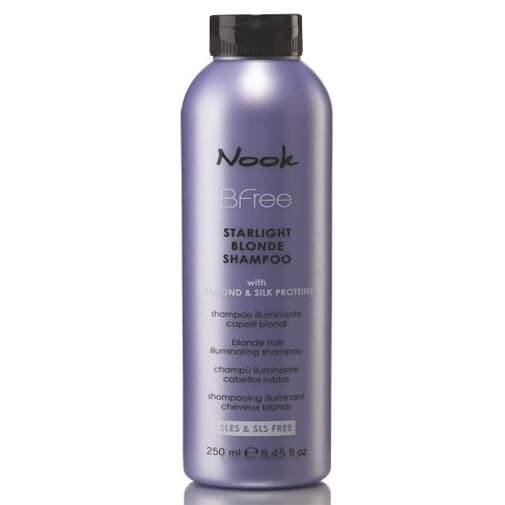 Nook
BFree
STARLIGHT
BLONDE
SHAMPOO
with
& SILK PROTEINS
shampoo illuminante
capelli biondi
blonde hair
illuminating shampoo
champú iluminante
cabellos rubios
shampooing illuminant
cheveux blonds
SLES & SLS FREE
250 ml ℮ 8.45 fl oz